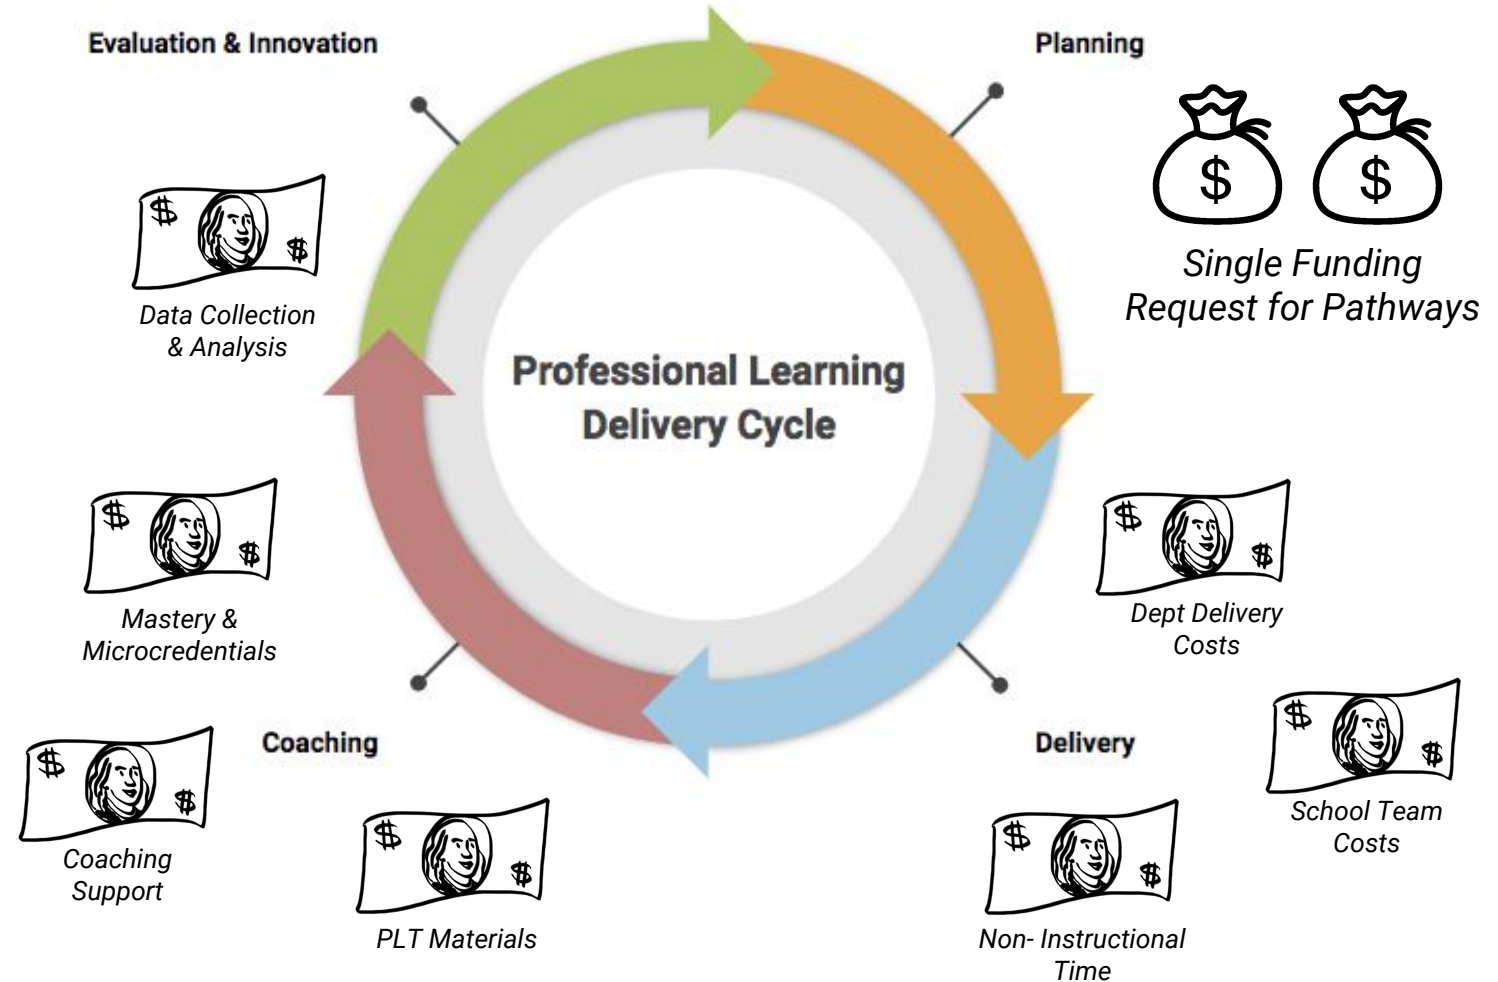 Evaluation & Innovation
Planning
$ $
Single Funding
Request for Pathways
$
$
Data Collection
& Analysis
Professional Learning
Delivery Cycle
$
$
Mastery &
Microcredentials
$
$
Dept Delivery
Costs
$
$
School Team
Costs
Coaching
Delivery
$
$
Coaching
Support
$
$
PLT Materials
$
$
Non- Instructional
Time